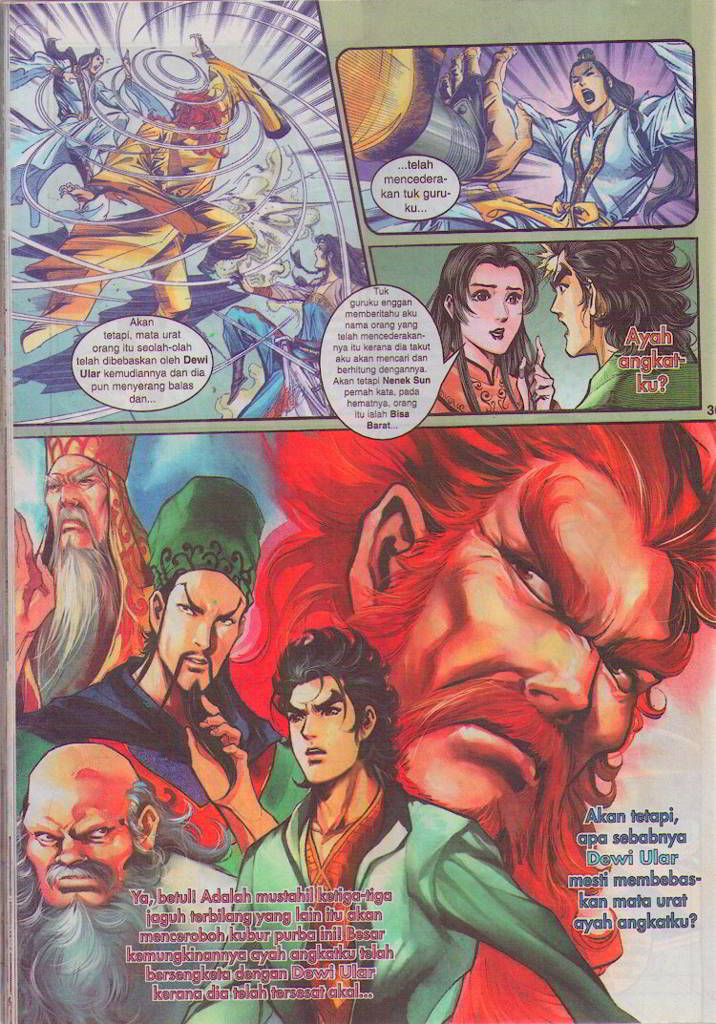 Akan
tetapi, mata urat
orang itu seolah-olah
telah dibebaskan oleh Dewi
Ular kemudiannya dan dia
pun menyerang balas
dan...
...telah
mencedera-
kan tuk guru-
ku...
Tuk
guruku enggan
memberitahu aku
nama orang yang
telah mencederakan-
nya itu kerana dia takut
aku akan mencari dan
berhitung dengannya.
Akan tetapi Nenek Sun
pernah kata, pada
hematnya, orang
itu ialah Bisa
Barat...
Ayah
angkat-
ku?
Akan tetapi,
apa sebabnya
Dewi Ular
mesti membebas-
kan mata urat
ayah angkatku?
Ya, betul! Adalah mustahil ketiga-tiga
jaguh terbilang yang lain itu akan
menceroboh kubur purba ini! Besar
kemungkinannya ayah angkatku telah
bersengketa dengan Dewi Ular
kerana dia telah tersesat akal...